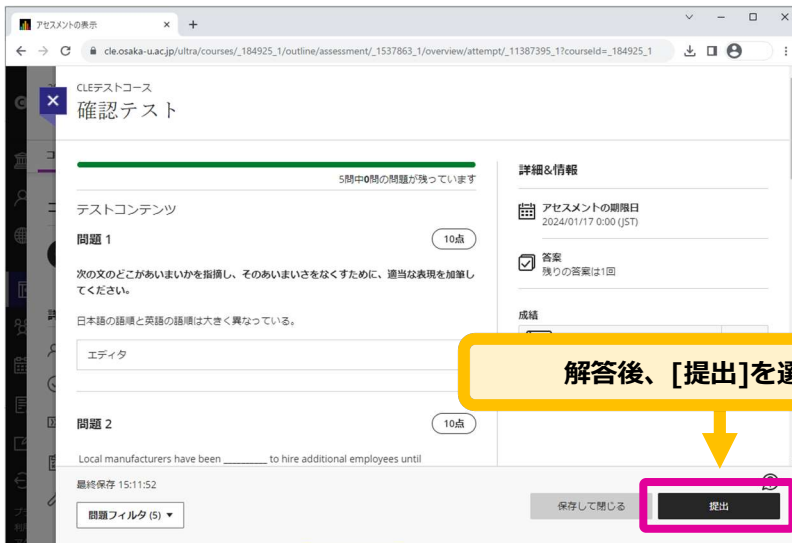 アセスメントの表示
cle.osaka-u.ac.jp/ultra/courses/_184925_1/outline/assessment/_1537863_1/overview/attempt/_11387395_1?courseId=_184925_1
CLEテストコース
確認テスト
5問中0問の問題が残っています
テストコンテンツ
問題 1
10点
次の文のどこがあいまいかを指摘し、そのあいまいさをなくすために、適当な表現を加筆し
てください。
日本語の語順と英語の語順は大きく異なっている。
エディタ
問題 2
10点
Local manufacturers have been __________ to hire additional employees until
詳細&情報
アセスメントの期限日
2024/01/17 0:00 (JST)
答案
残りの答案は1回
成績
解答後、[提出]を選
最終保存 15:11:52
問題フィルタ (5)
保存して閉じる
提出